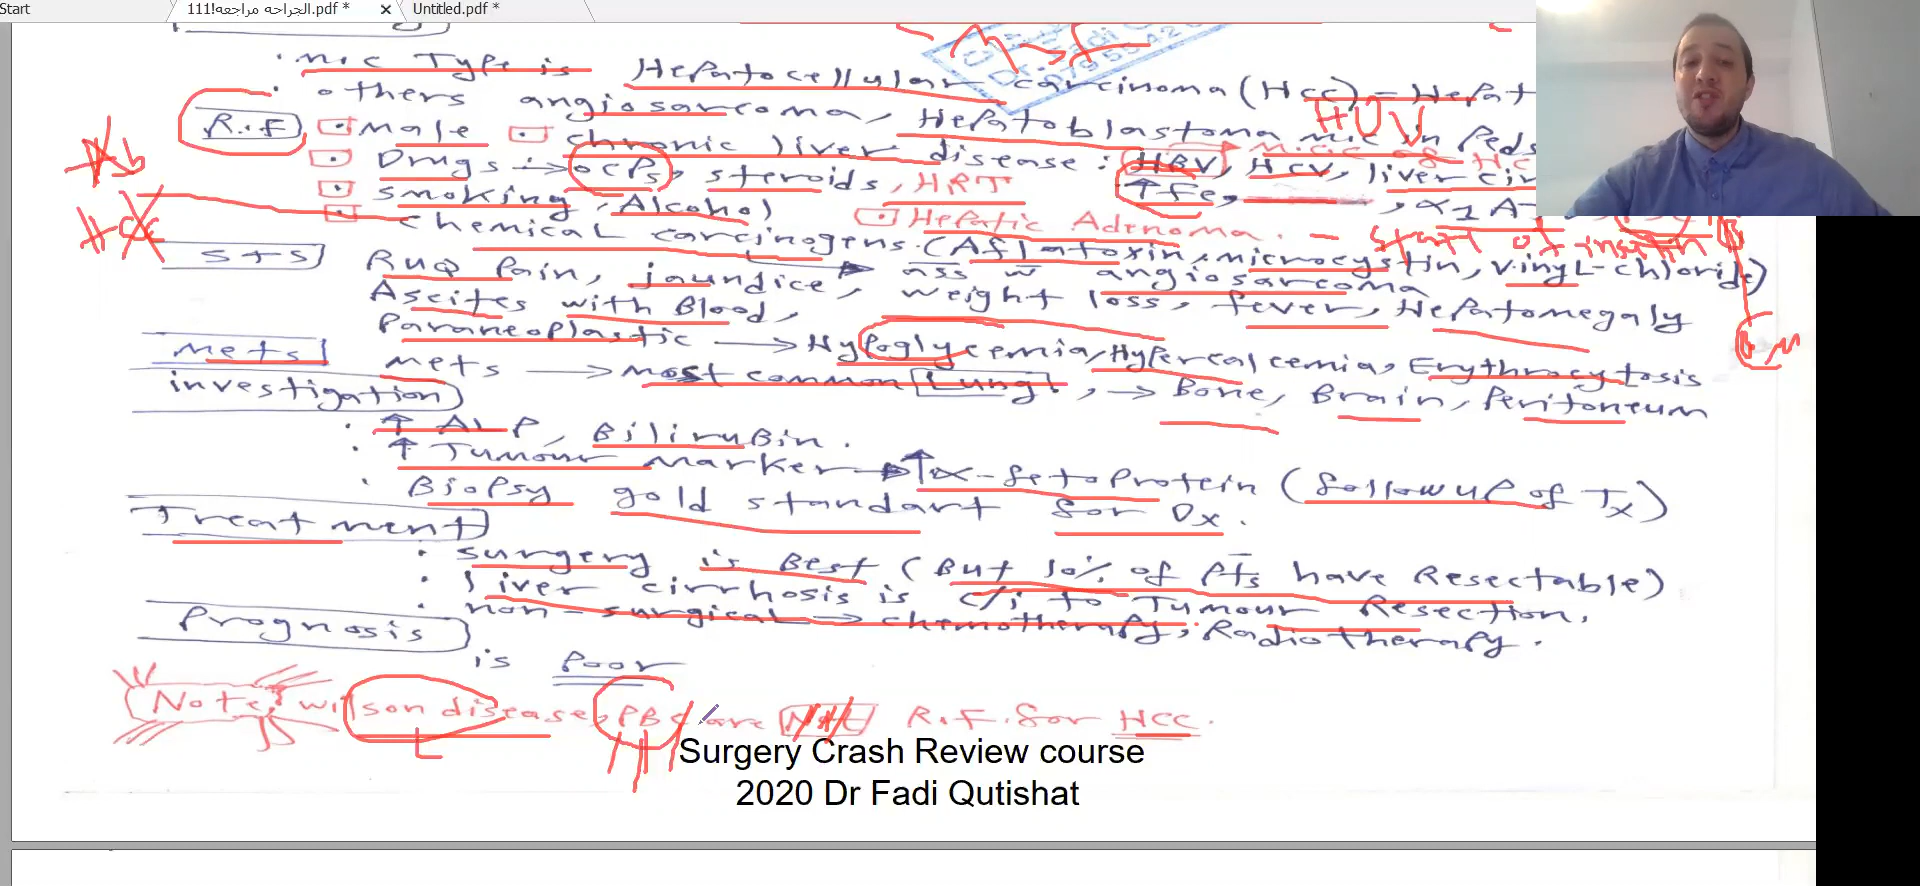 Start الجراحه مراجعه!111.pdf * × Untitled.pdf *
m.c Type is Hepatocellular carcinoma (HCC) = Hepat
others angiosarcoma, Hepatoblastoma m.c in Peds
HUV
R.F Male chronic liver disease: HBV, HCV, liver cir
Drugs → OCPs, steroids, HRT ↑ Fe,
smoking, Alcohol Hepatic Adenoma.
chemical carcinogens (Aflatoxin, microcystin, vinyl-chloride)
ass w angiosarcoma
S+S RUQ Pain, jaundice, weight loss, fever, Hepatomegaly
Ascites with Blood,
Paraneoplastic → Hypoglycemia, Hypercalcemia, Erythrocytosis
Mets mets → most common Lung, → Bone, Brain, Peritoneum
investigation
↑ ALP, BiliruBin.
↑ Tumour marker → ↑ α-fetoProtein (follow up of Tx)
Biopsy gold standart for Dx.
Treatment
surgery is Best (But 10% of Pts have Resectable)
liver cirrhosis is c/i to Tumour Resection.
non-surgical → chemotherapy, Radiotherapy.
Prognosis
is Poor
Note, wilson disease, PBC are Not R.F. for HCC.
Surgery Crash Review course
2020 Dr Fadi Qutishat